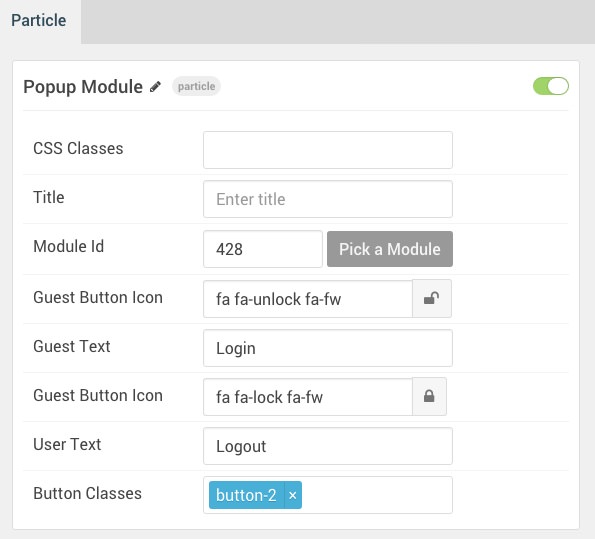 Particle
Popup Module particle
CSS Classes
Title Enter title
Module Id 428 Pick a Module
Guest Button Icon fa fa-unlock fa-fw
Guest Text Login
Guest Button Icon fa fa-lock fa-fw
User Text Logout
Button Classes button-2 ×